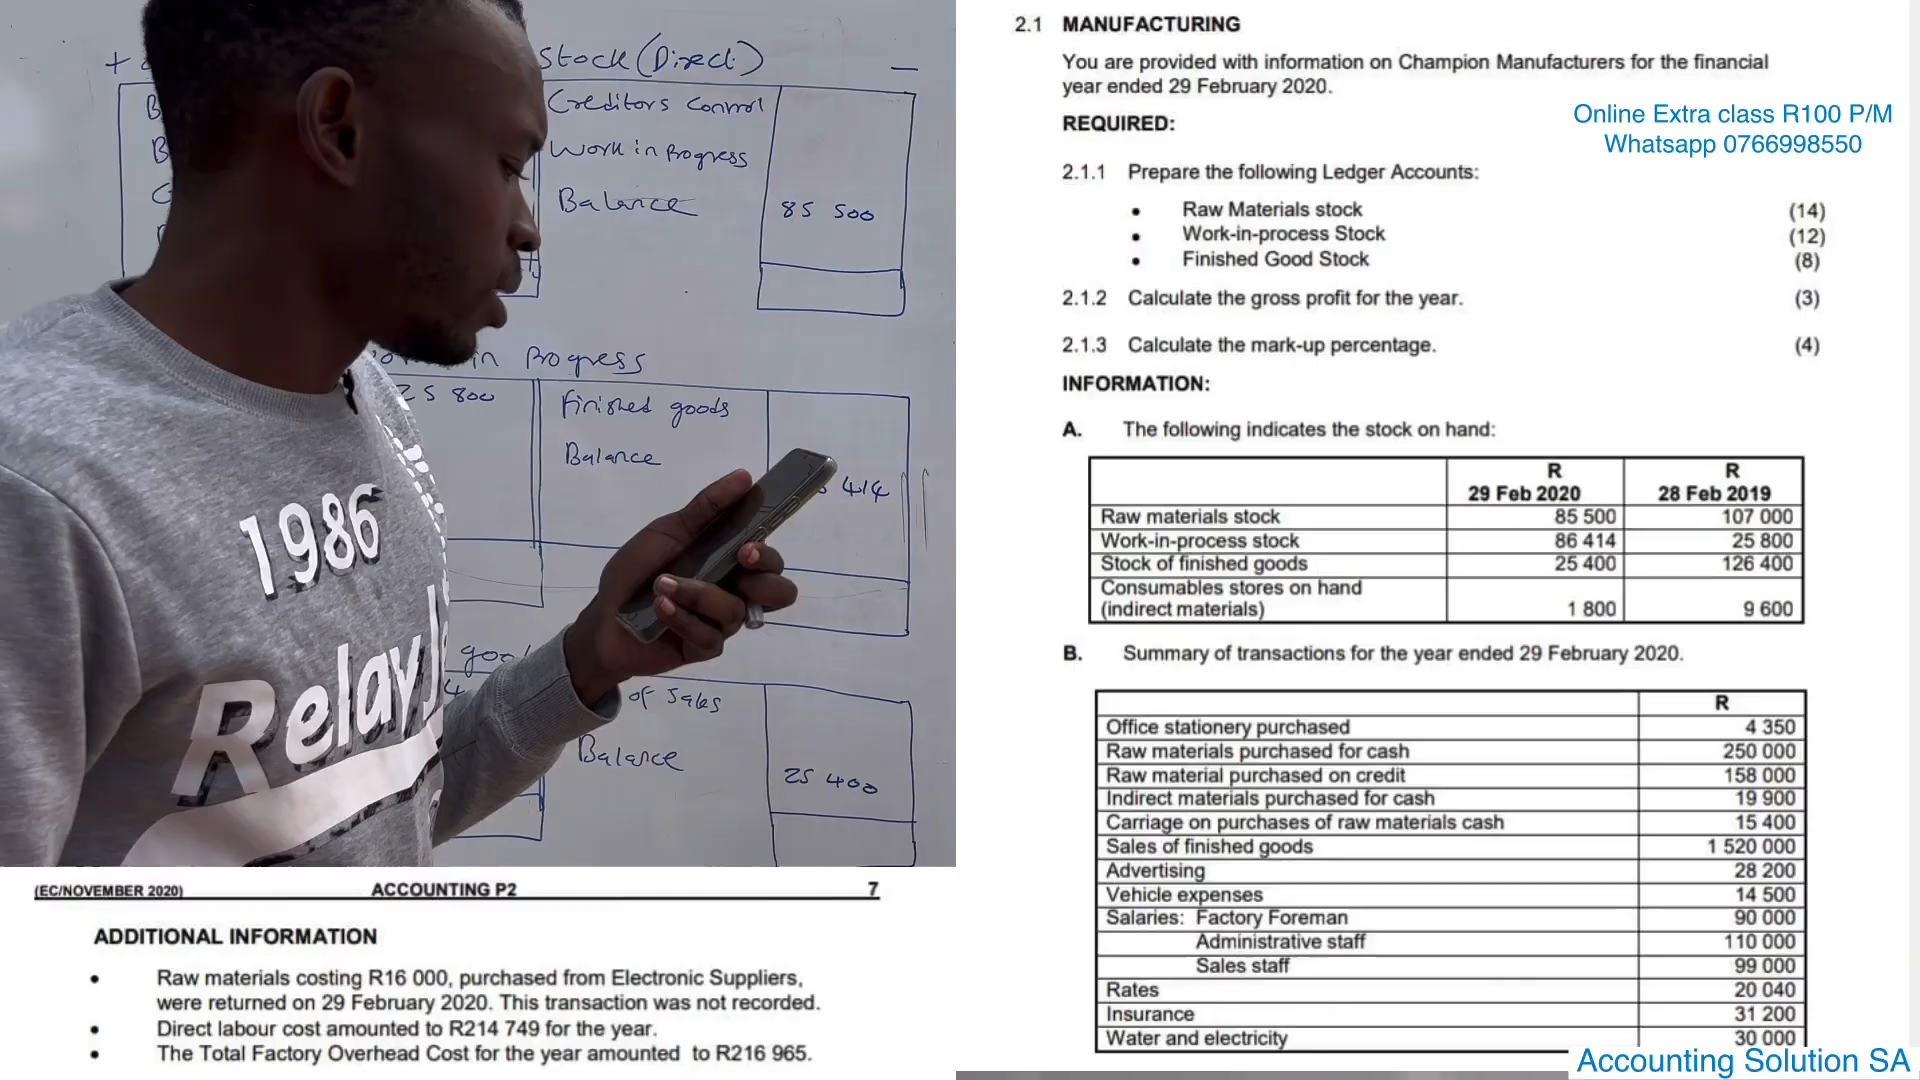 Stock (Direct)
+
−
Creditors Control
Work in Progress
Balance
85 500
in Progress
25 800
Finished goods
Balance
414
of Sales
Balance
25 400
1986
Relay
(EC/NOVEMBER 2020) ACCOUNTING P2 7
ADDITIONAL INFORMATION
• Raw materials costing R16 000, purchased from Electronic Suppliers,
were returned on 29 February 2020. This transaction was not recorded.
• Direct labour cost amounted to R214 749 for the year.
• The Total Factory Overhead Cost for the year amounted to R216 965.
2.1 MANUFACTURING
You are provided with information on Champion Manufacturers for the financial
year ended 29 February 2020.
Online Extra class R100 P/M
Whatsapp 0766998550
REQUIRED:
2.1.1 Prepare the following Ledger Accounts:
• Raw Materials stock (14)
• Work-in-process Stock (12)
• Finished Good Stock (8)
2.1.2 Calculate the gross profit for the year. (3)
2.1.3 Calculate the mark-up percentage. (4)
INFORMATION:
A. The following indicates the stock on hand:
R R
29 Feb 2020 28 Feb 2019
Raw materials stock 85 500 107 000
Work-in-process stock 86 414 25 800
Stock of finished goods 25 400 126 400
Consumables stores on hand
(indirect materials) 1 800 9 600
B. Summary of transactions for the year ended 29 February 2020.
R
Office stationery purchased 4 350
Raw materials purchased for cash 250 000
Raw material purchased on credit 158 000
Indirect materials purchased for cash 19 900
Carriage on purchases of raw materials cash 15 400
Sales of finished goods 1 520 000
Advertising 28 200
Vehicle expenses 14 500
Salaries: Factory Foreman 90 000
Administrative staff 110 000
Sales staff 99 000
Rates 20 040
Insurance 31 200
Water and electricity 30 000
Accounting Solution SA